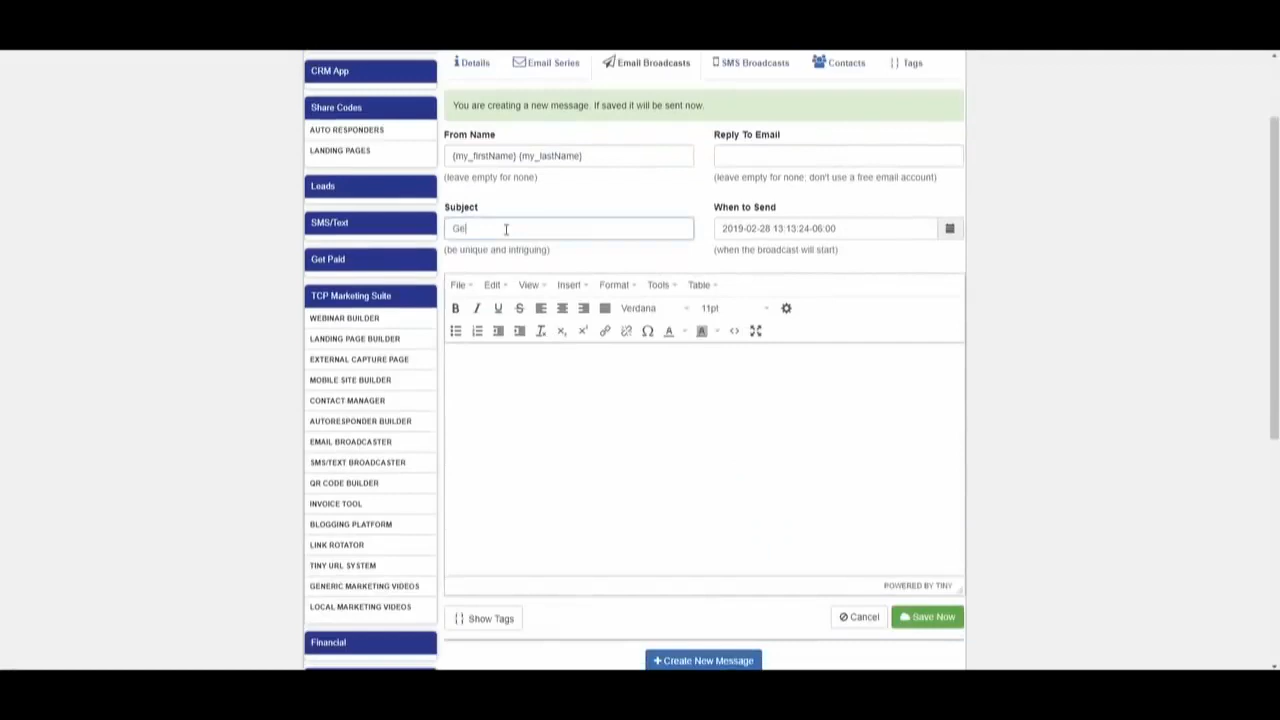 CRM App
Share Codes
AUTO RESPONDERS
LANDING PAGES
Leads
SMS/Text
Get Paid
TCP Marketing Suite
WEBINAR BUILDER
LANDING PAGE BUILDER
EXTERNAL CAPTURE PAGE
MOBILE SITE BUILDER
CONTACT MANAGER
AUTORESPONDER BUILDER
EMAIL BROADCASTER
SMS/TEXT BROADCASTER
QR CODE BUILDER
INVOICE TOOL
BLOGGING PLATFORM
LINK ROTATOR
TINY URL SYSTEM
GENERIC MARKETING VIDEOS
LOCAL MARKETING VIDEOS
Financial
Details Email Series Email Broadcasts SMS Broadcasts Contacts Tags
You are creating a new message. If saved it will be sent now.
From Name Reply To Email
{my_firstName} {my_lastName}
(leave empty for none) (leave empty for none; don't use a free email account)
Subject When to Send
Gel 2019-02-28 13:13:24-06:00
(be unique and intriguing) (when the broadcast will start)
File Edit View Insert Format Tools Table
Verdana 11pt
POWERED BY TINY
Show Tags Cancel Save Now
Create New Message